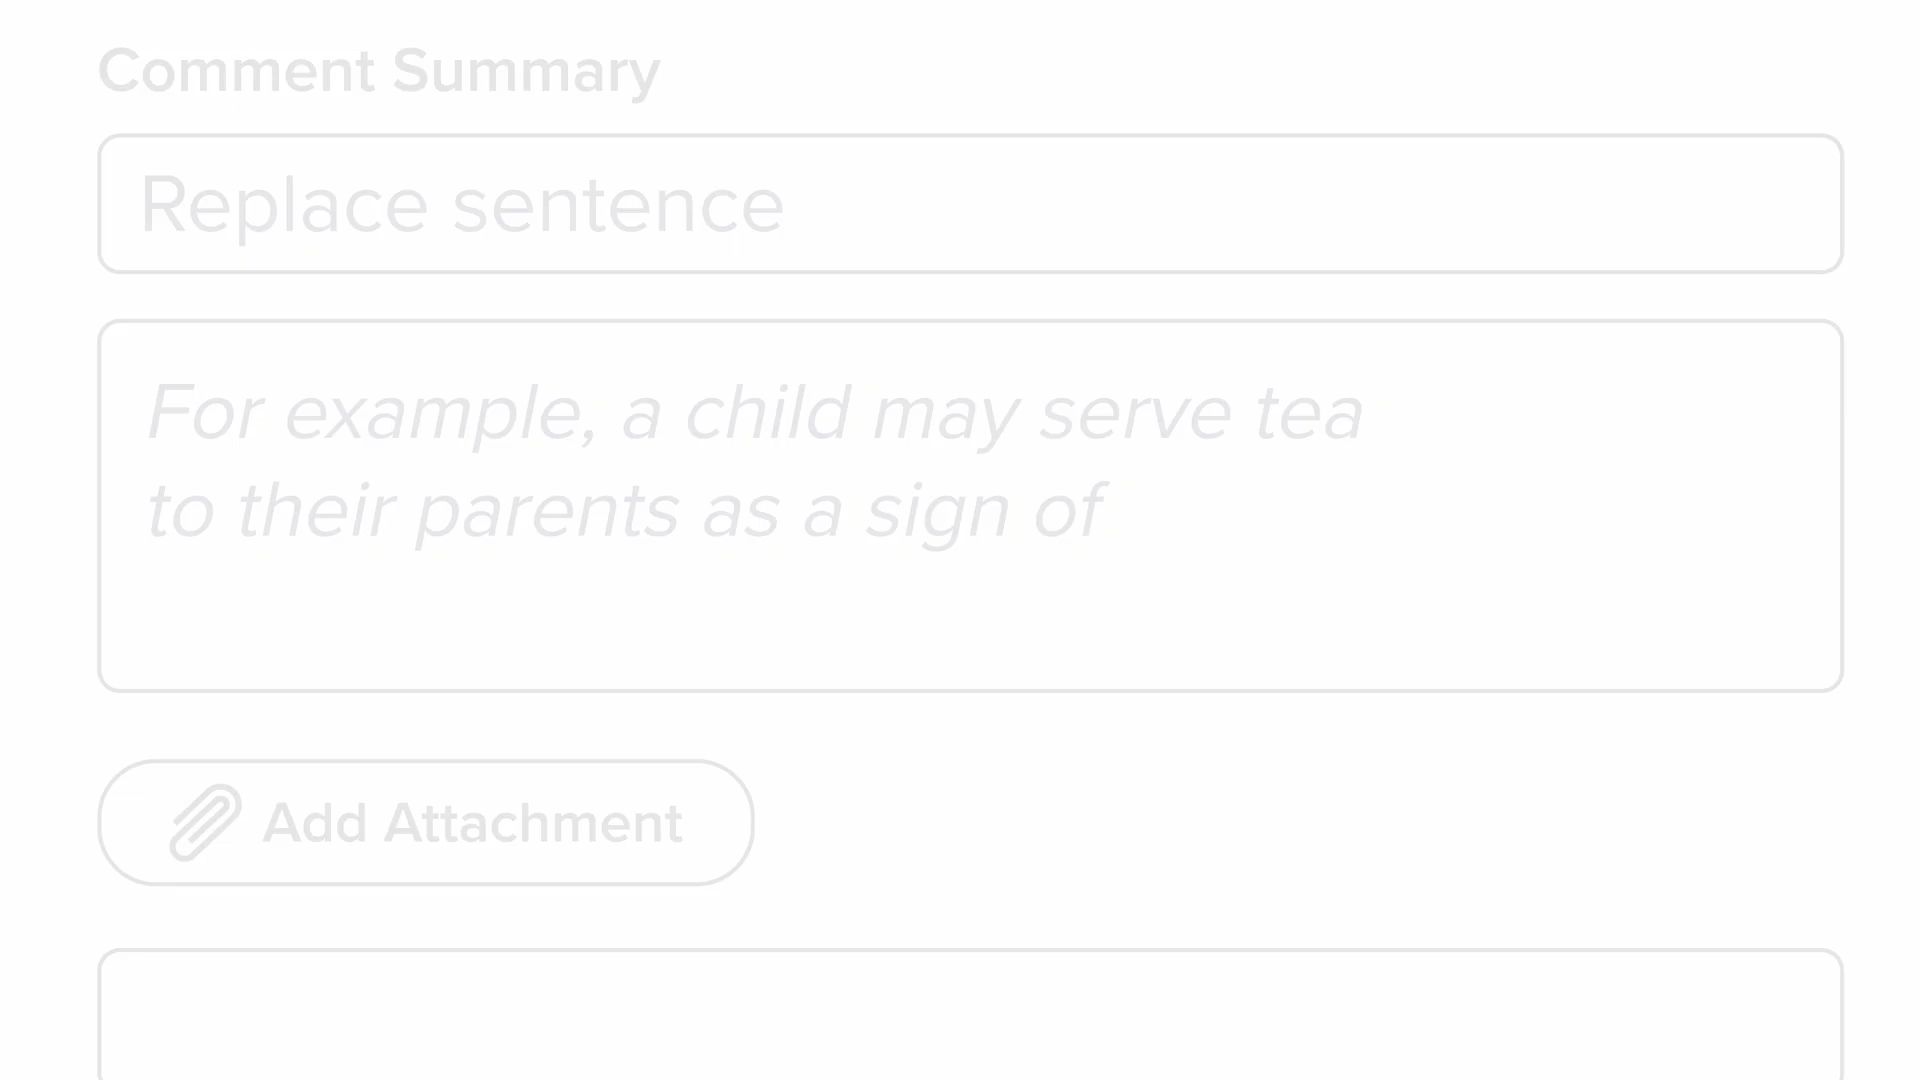 Comment Summary
Replace sentence
For example, a child may serve tea
to their parents as a sign of
Add Attachment